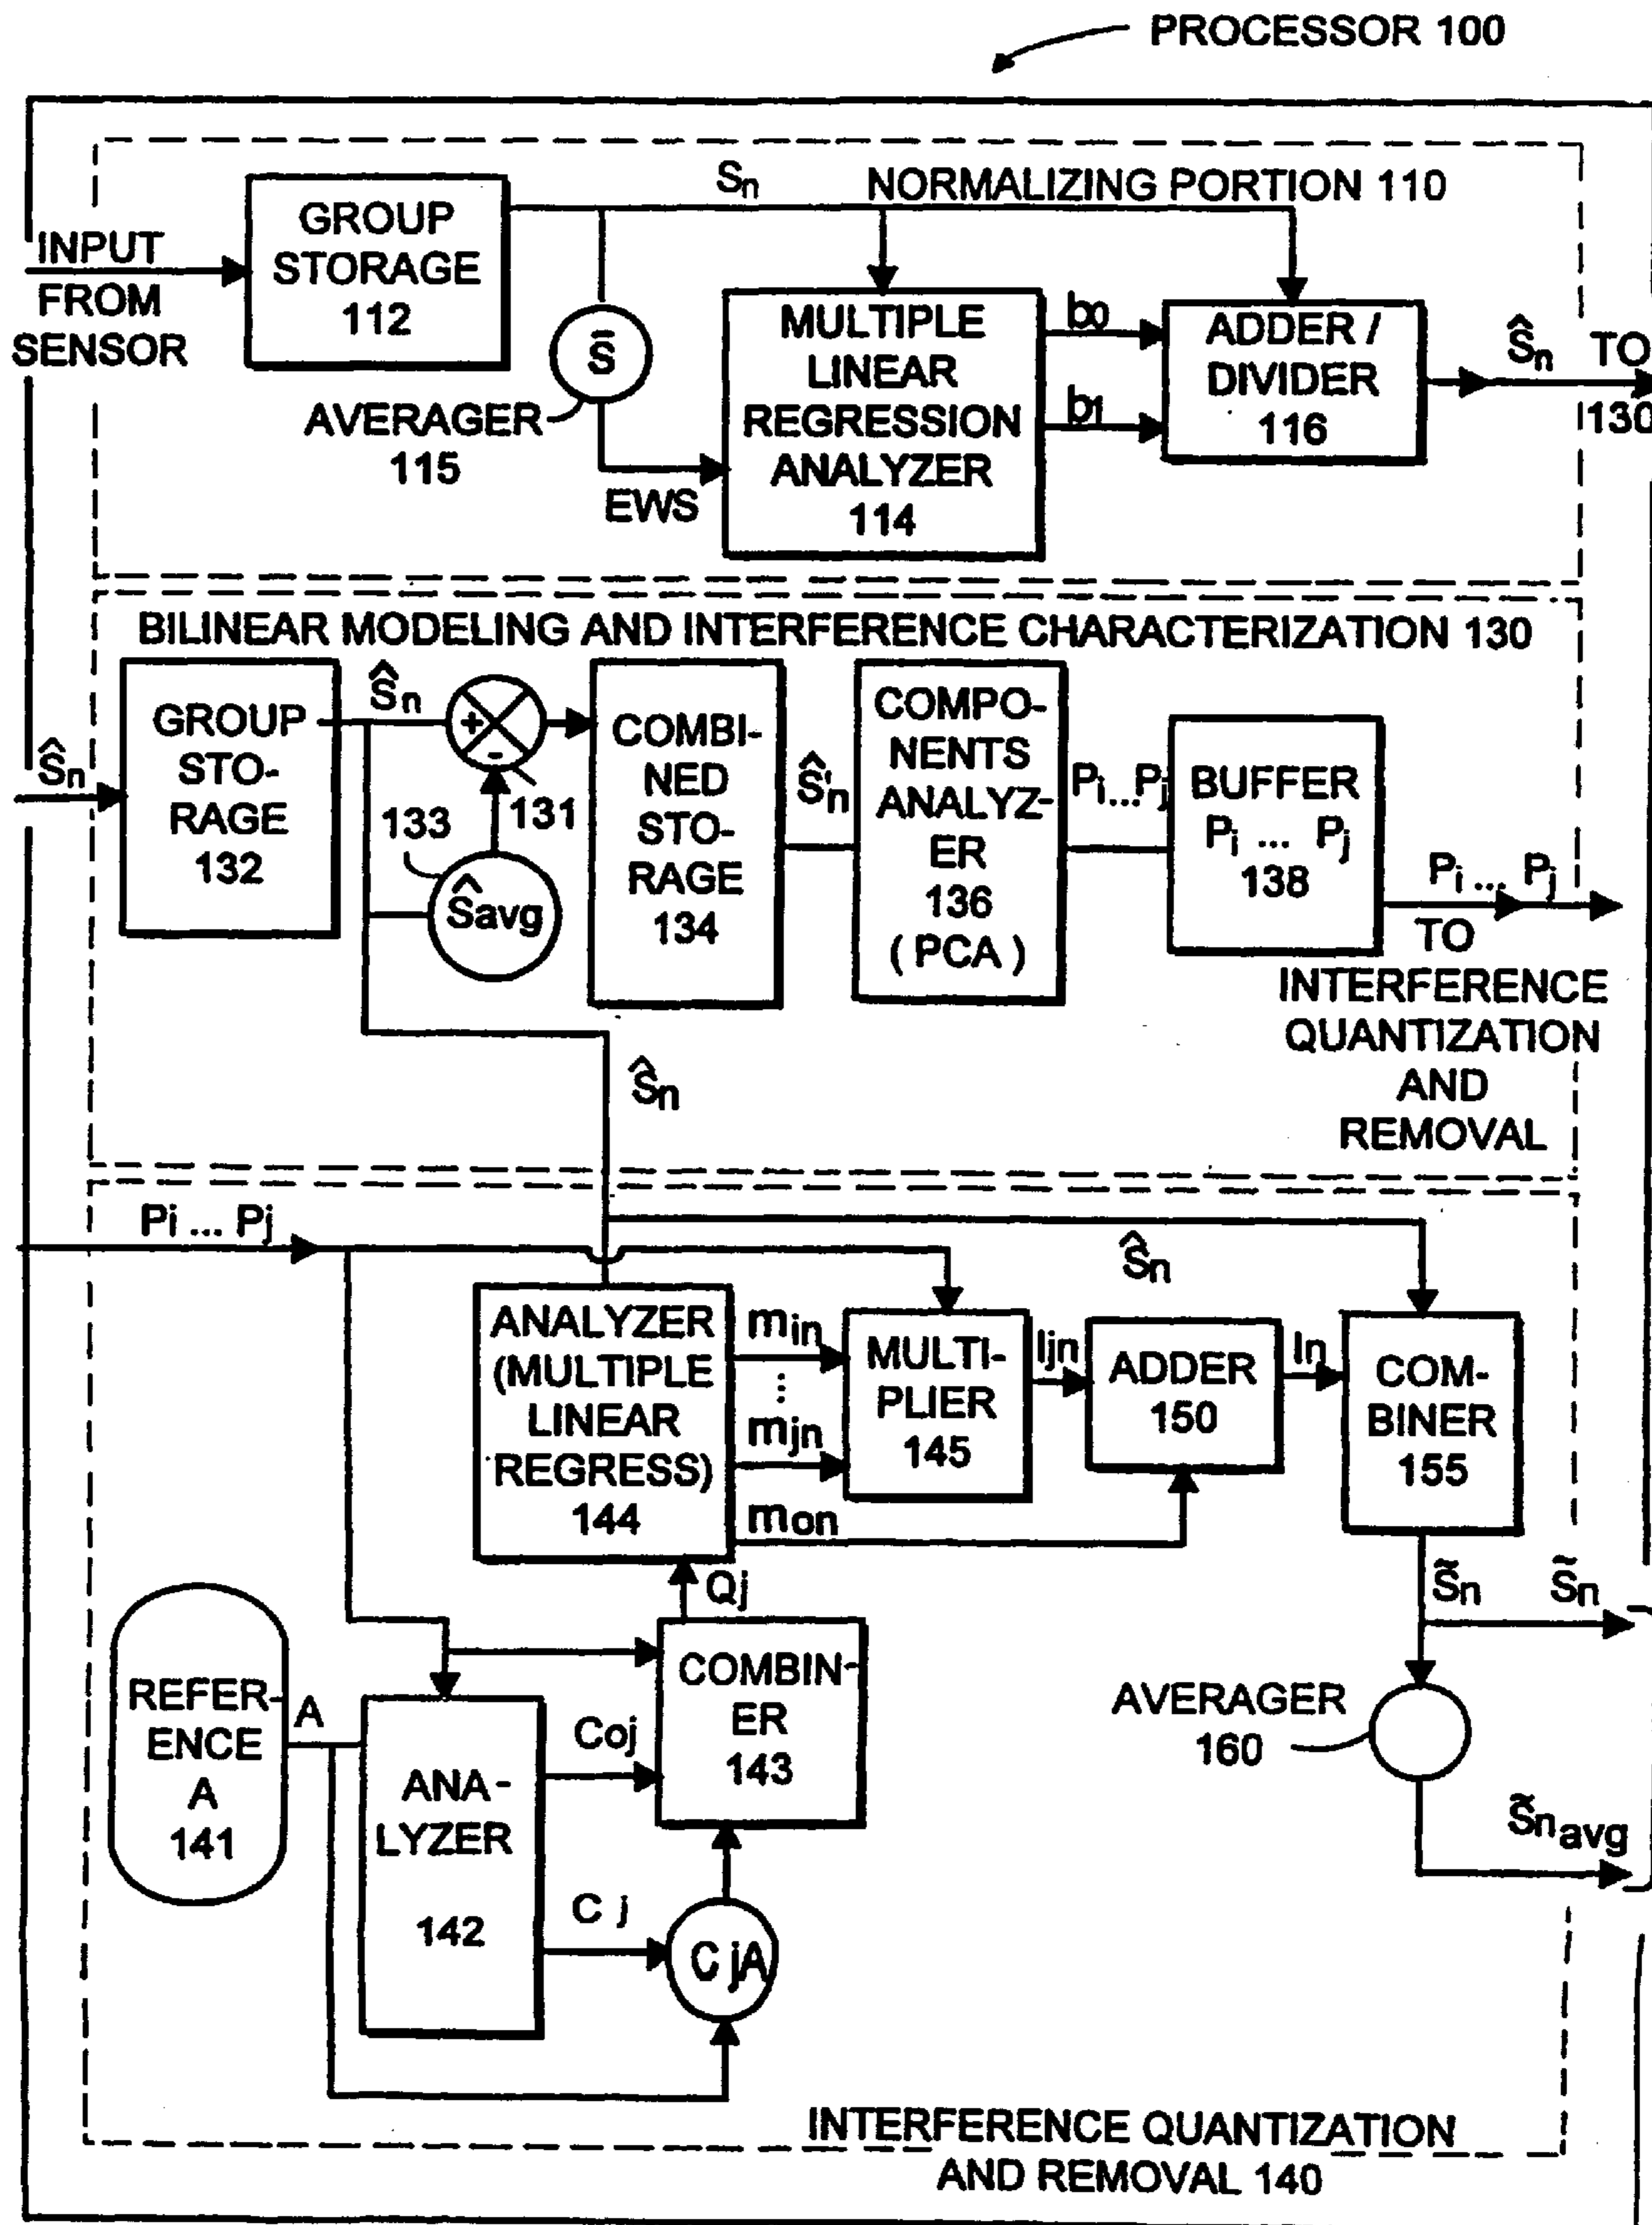 PROCESSOR 100
NORMALIZING PORTION 110
INPUT
FROM
SENSOR
GROUP
STORAGE
112
Sn
S̄
AVERAGER
115
EWS
MULTIPLE
LINEAR
REGRESSION
ANALYZER
114
b0
b1
ADDER /
DIVIDER
116
Ŝn
TO
130
BILINEAR MODELING AND INTERFERENCE CHARACTERIZATION 130
Ŝn
GROUP
STO-
RAGE
132
Ŝn
+
-
131
133
Ŝavg
COMBI-
NED
STO-
RAGE
134
Ŝ'n
COMPO-
NENTS
ANALYZ-
ER
136
( PCA )
Pi...Pj
BUFFER
Pi ... Pj
138
Pi ... Pj
TO
INTERFERENCE
QUANTIZATION
AND
REMOVAL
Ŝn
Pi ... Pj
Ŝn
ANALYZER
(MULTIPLE
LINEAR
REGRESS)
144
min
...
mjn
mon
MULTI-
PLIER
145
Ijn
ADDER
150
In
COM-
BINER
155
S̃n
S̃n
AVERAGER
160
S̃navg
Qj
COMBIN-
ER
143
REFER-
ENCE
A
141
A
ANA-
LYZER
142
Coj
Cj
CjA
INTERFERENCE QUANTIZATION
AND REMOVAL 140